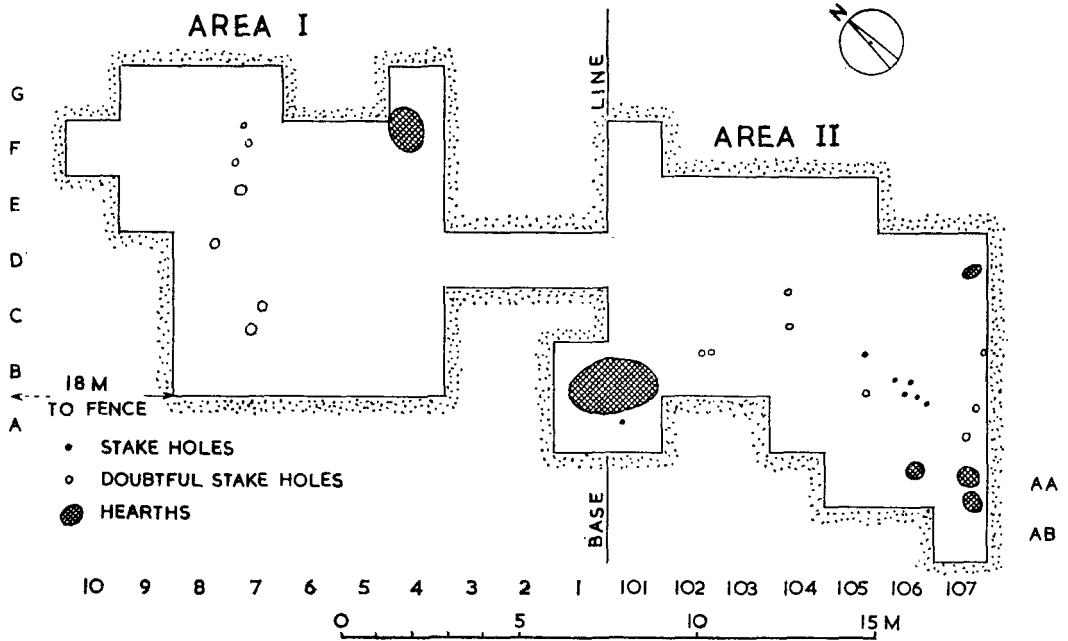 AREA I
N
BASE LINE
AREA II
G
F
E
D
C
B
A
18 M
TO FENCE
STAKE HOLES
DOUBTFUL STAKE HOLES
HEARTHS
AA
AB
10 9 8 7 6 5 4 3 2 1 101 102 103 104 105 106 107
0 5 10 15 M